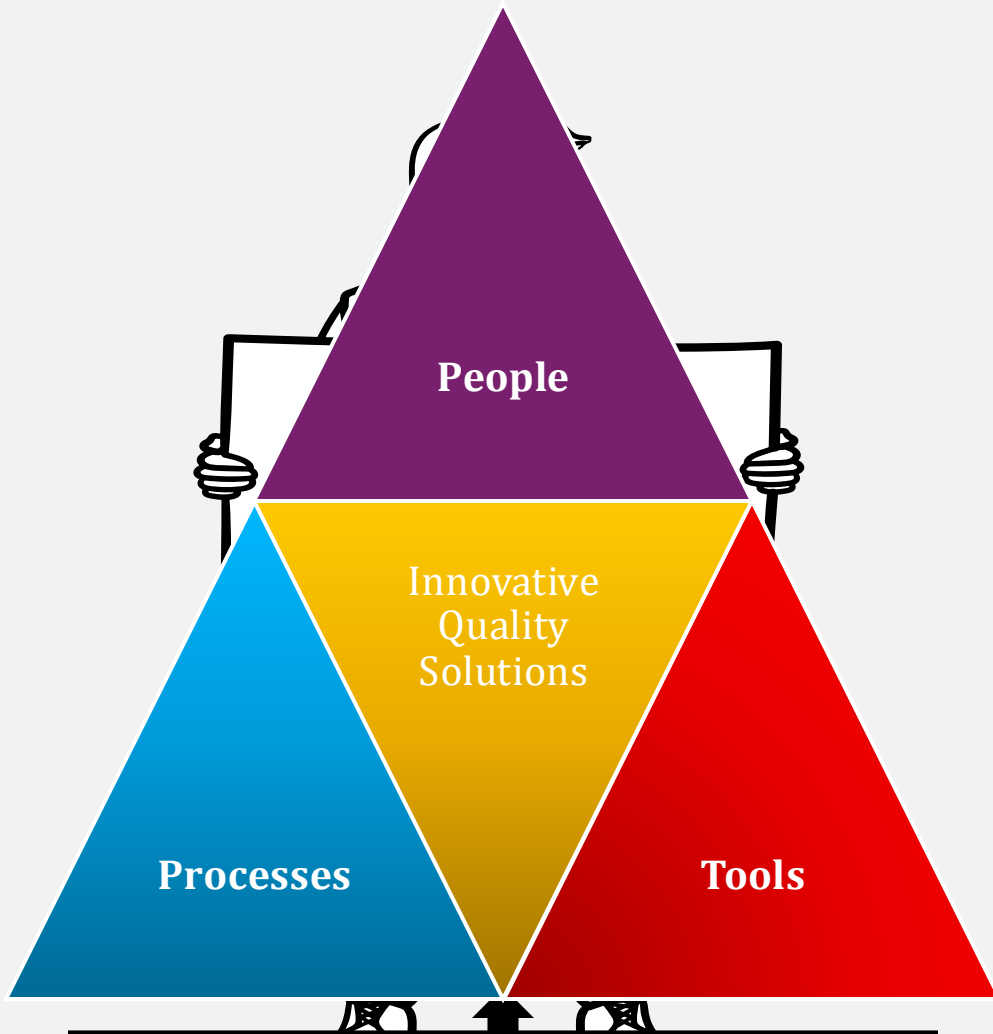 People
Innovative
Quality
Solutions
Processes
Tools